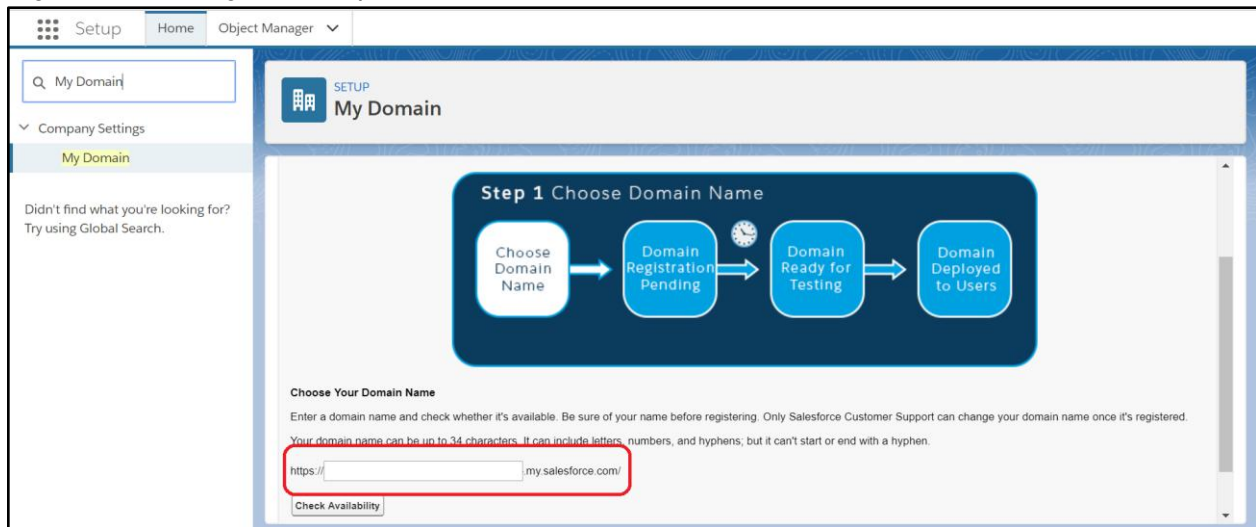 Setup Home Object Manager
My Domain
Company Settings
My Domain
Didn't find what you're looking for?
Try using Global Search.
SETUP
My Domain
Step 1 Choose Domain Name
Choose
Domain
Name
Domain
Registration
Pending
Domain
Ready for
Testing
Domain
Deployed
to Users
Choose Your Domain Name
Enter a domain name and check whether it's available. Be sure of your name before registering. Only Salesforce Customer Support can change your domain name once it's registered.
Your domain name can be up to 34 characters. It can include letters, numbers, and hyphens; but it can't start or end with a hyphen.
https:// .my.salesforce.com/
Check Availability